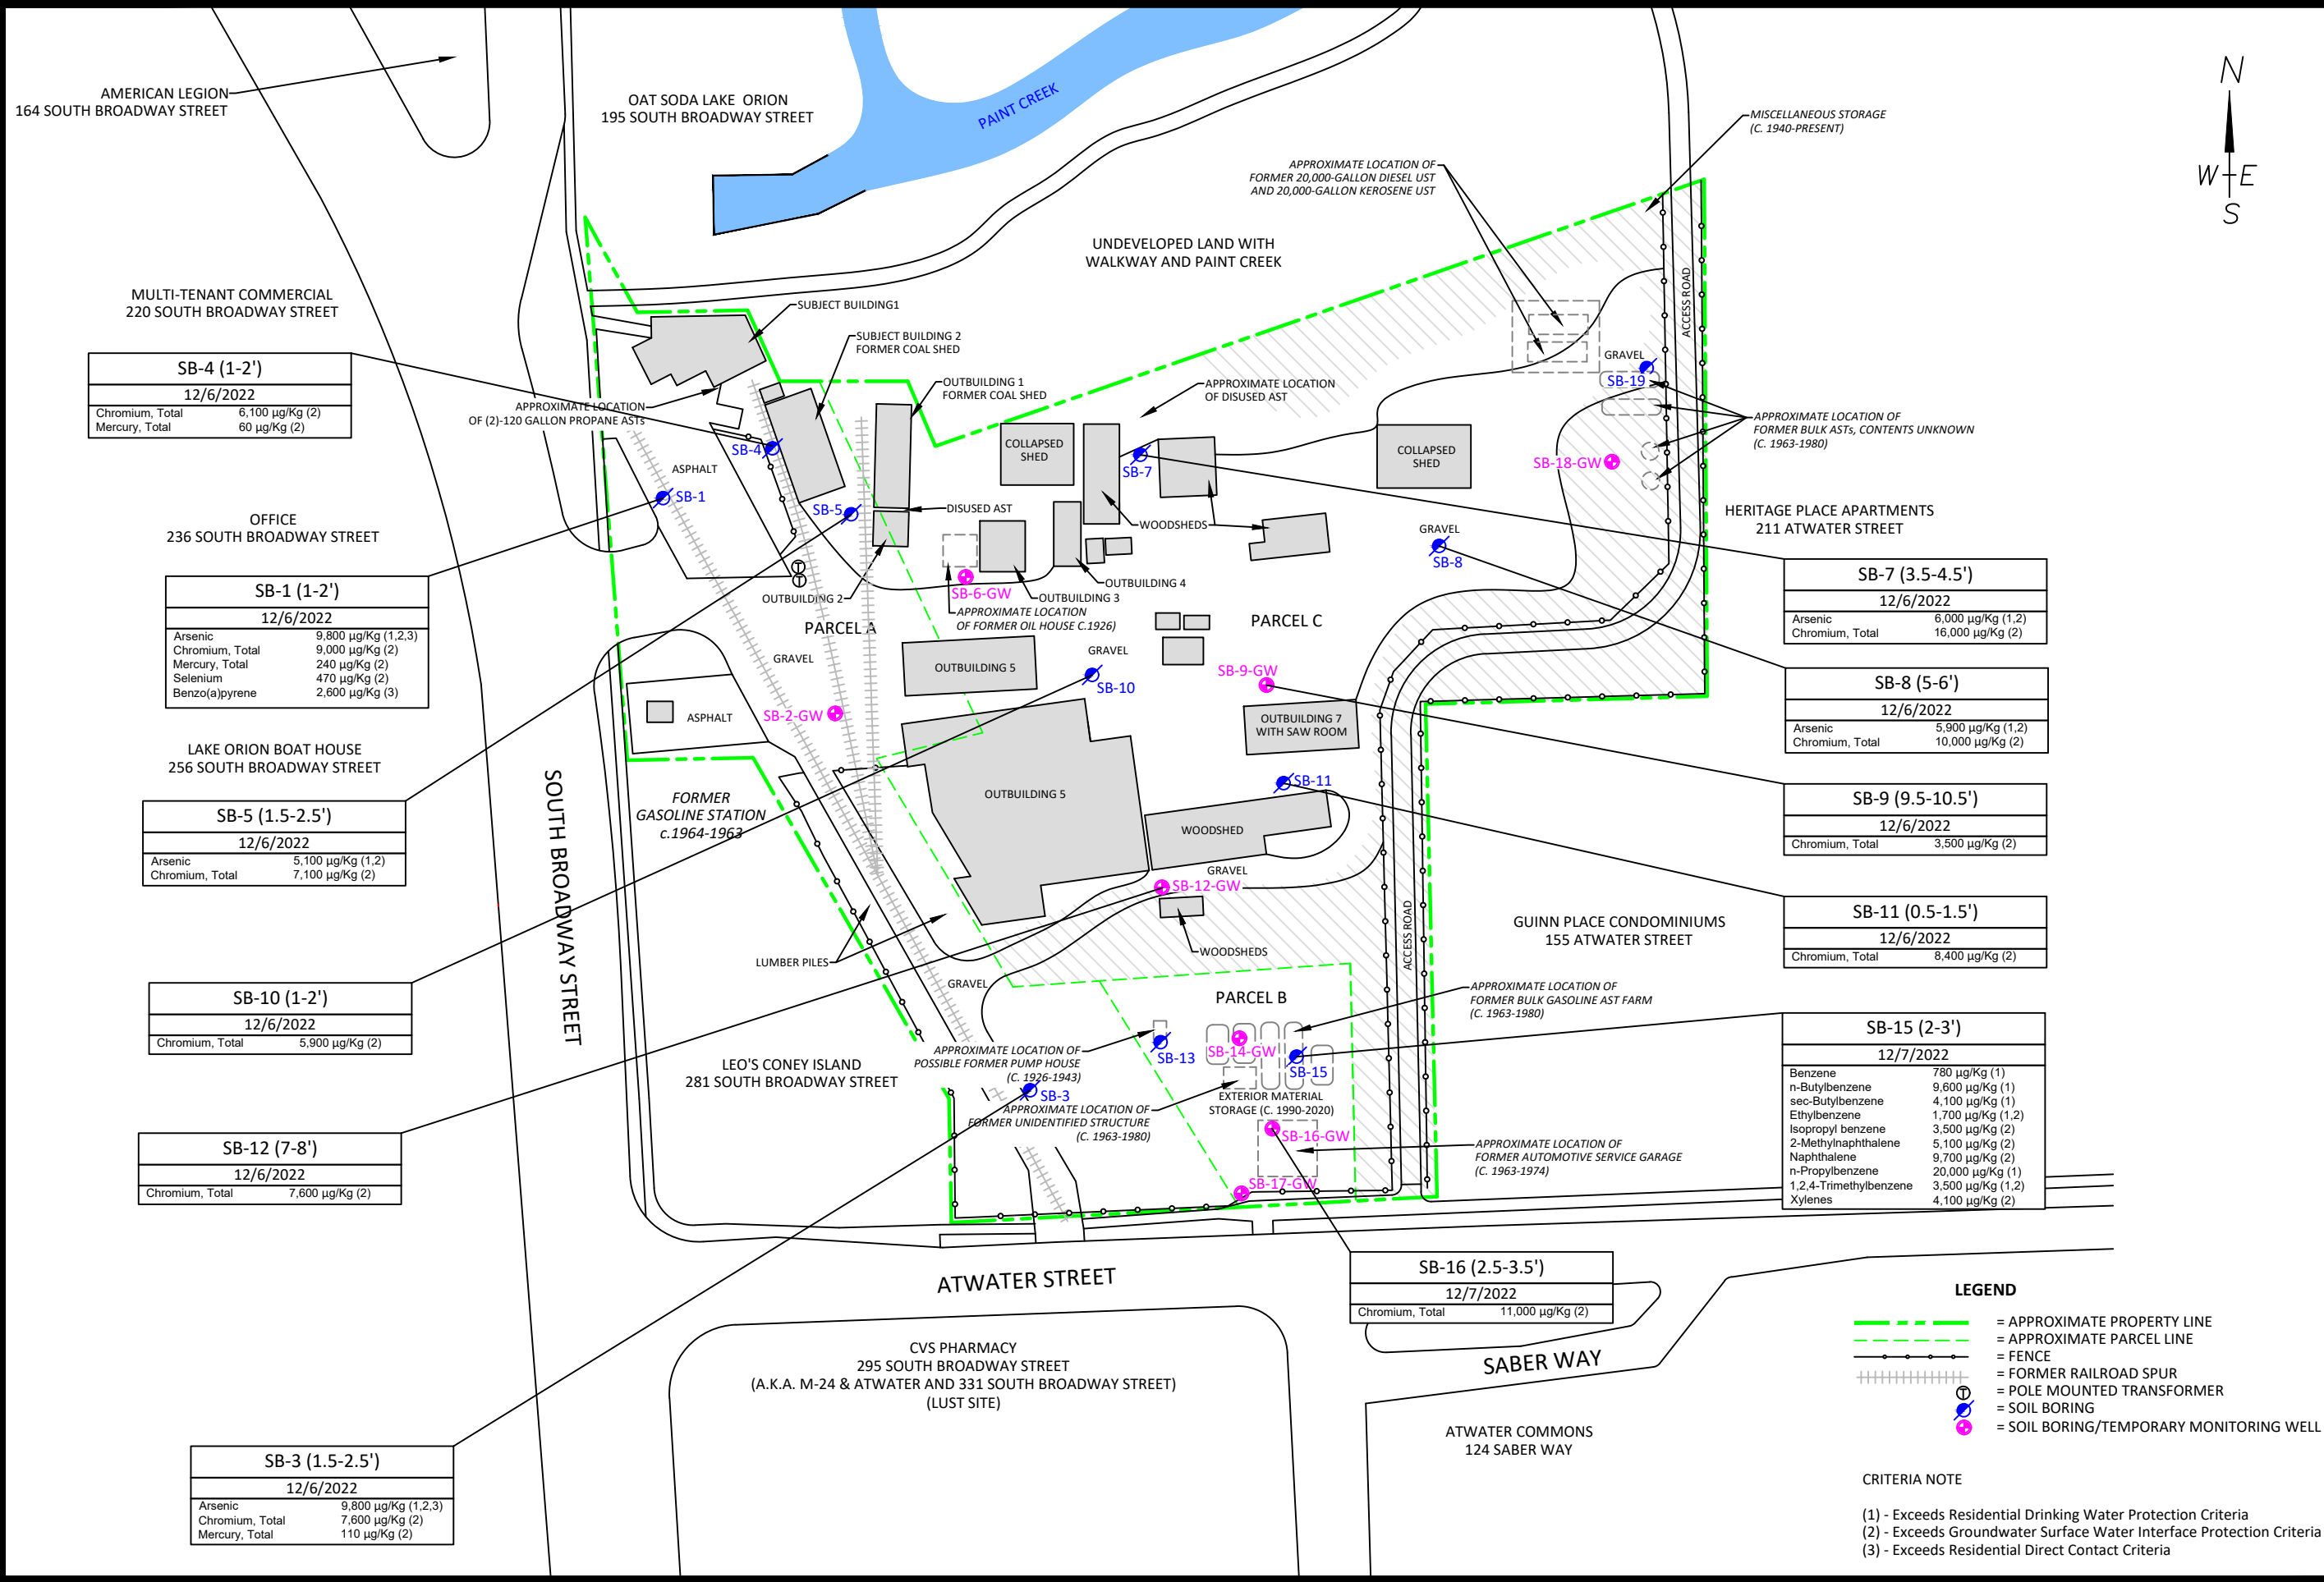 AMERICAN LEGION
164 SOUTH BROADWAY STREET
OAT SODA LAKE ORION
195 SOUTH BROADWAY STREET
PAINT CREEK
N
W E
S
MISCELLANEOUS STORAGE
(C. 1940-PRESENT)
APPROXIMATE LOCATION OF
FORMER 20,000-GALLON DIESEL UST
AND 20,000-GALLON KEROSENE UST
UNDEVELOPED LAND WITH
WALKWAY AND PAINT CREEK
MULTI-TENANT COMMERCIAL
220 SOUTH BROADWAY STREET
SUBJECT BUILDING1
SUBJECT BUILDING 2
FORMER COAL SHED
OUTBUILDING 1
FORMER COAL SHED
APPROXIMATE LOCATION
OF DISUSED AST
ACCESS ROAD
GRAVEL
SB-19
APPROXIMATE LOCATION OF
FORMER BULK ASTs, CONTENTS UNKNOWN
(C. 1963-1980)
SB-4 (1-2')
12/6/2022
Chromium, Total 6,100 µg/Kg (2)
Mercury, Total 60 µg/Kg (2)
APPROXIMATE LOCATION
OF (2)-120 GALLON PROPANE ASTs
SB-4
ASPHALT
SB-1
SB-5
COLLAPSED
SHED
SB-7
COLLAPSED
SHED
SB-18-GW
DISUSED AST
WOODSHEDS
GRAVEL
SB-8
OFFICE
236 SOUTH BROADWAY STREET
HERITAGE PLACE APARTMENTS
211 ATWATER STREET
SB-1 (1-2')
12/6/2022
Arsenic 9,800 µg/Kg (1,2,3)
Chromium, Total 9,000 µg/Kg (2)
Mercury, Total 240 µg/Kg (2)
Selenium 470 µg/Kg (2)
Benzo(a)pyrene 2,600 µg/Kg (3)
SB-7 (3.5-4.5')
12/6/2022
Arsenic 6,000 µg/Kg (1,2)
Chromium, Total 16,000 µg/Kg (2)
T
T
OUTBUILDING 2
SB-6-GW
OUTBUILDING 4
OUTBUILDING 3
APPROXIMATE LOCATION
OF FORMER OIL HOUSE C.1926)
PARCEL A
PARCEL C
GRAVEL
OUTBUILDING 5
GRAVEL
SB-10
SB-9-GW
SB-8 (5-6')
12/6/2022
Arsenic 5,900 µg/Kg (1,2)
Chromium, Total 10,000 µg/Kg (2)
ASPHALT
SB-2-GW
OUTBUILDING 7
WITH SAW ROOM
LAKE ORION BOAT HOUSE
256 SOUTH BROADWAY STREET
SB-5 (1.5-2.5')
12/6/2022
Arsenic 5,100 µg/Kg (1,2)
Chromium, Total 7,100 µg/Kg (2)
SOUTH BROADWAY STREET
FORMER
GASOLINE STATION
c.1964-1963
OUTBUILDING 5
SB-11
WOODSHED
SB-9 (9.5-10.5')
12/6/2022
Chromium, Total 3,500 µg/Kg (2)
GRAVEL
SB-12-GW
WOODSHEDS
LUMBER PILES
GRAVEL
ACCESS ROAD
GUINN PLACE CONDOMINIUMS
155 ATWATER STREET
SB-11 (0.5-1.5')
12/6/2022
Chromium, Total 8,400 µg/Kg (2)
SB-10 (1-2')
12/6/2022
Chromium, Total 5,900 µg/Kg (2)
PARCEL B
APPROXIMATE LOCATION OF
FORMER BULK GASOLINE AST FARM
(C. 1963-1980)
SB-15 (2-3')
12/7/2022
Benzene 780 µg/Kg (1)
n-Butylbenzene 9,600 µg/Kg (1)
sec-Butylbenzene 4,100 µg/Kg (1)
Ethylbenzene 1,700 µg/Kg (1,2)
Isopropyl benzene 3,500 µg/Kg (2)
2-Methylnaphthalene 5,100 µg/Kg (2)
Naphthalene 9,700 µg/Kg (2)
n-Propylbenzene 20,000 µg/Kg (1)
1,2,4-Trimethylbenzene 3,500 µg/Kg (1,2)
Xylenes 4,100 µg/Kg (2)
LEO'S CONEY ISLAND
281 SOUTH BROADWAY STREET
APPROXIMATE LOCATION OF
POSSIBLE FORMER PUMP HOUSE
(C. 1926-1943)
SB-13
SB-14-GW
SB-15
SB-3
APPROXIMATE LOCATION OF
FORMER UNIDENTIFIED STRUCTURE
(C. 1963-1980)
EXTERIOR MATERIAL
STORAGE (C. 1990-2020)
SB-16-GW
APPROXIMATE LOCATION OF
FORMER AUTOMOTIVE SERVICE GARAGE
(C. 1963-1974)
SB-17-GW
SB-12 (7-8')
12/6/2022
Chromium, Total 7,600 µg/Kg (2)
ATWATER STREET
SB-16 (2.5-3.5')
12/7/2022
Chromium, Total 11,000 µg/Kg (2)
SABER WAY
CVS PHARMACY
295 SOUTH BROADWAY STREET
(A.K.A. M-24 & ATWATER AND 331 SOUTH BROADWAY STREET)
(LUST SITE)
ATWATER COMMONS
124 SABER WAY
SB-3 (1.5-2.5')
12/6/2022
Arsenic 9,800 µg/Kg (1,2,3)
Chromium, Total 7,600 µg/Kg (2)
Mercury, Total 110 µg/Kg (2)
LEGEND
= APPROXIMATE PROPERTY LINE
= APPROXIMATE PARCEL LINE
= FENCE
= FORMER RAILROAD SPUR
T = POLE MOUNTED TRANSFORMER
= SOIL BORING
= SOIL BORING/TEMPORARY MONITORING WELL
CRITERIA NOTE
(1) - Exceeds Residential Drinking Water Protection Criteria
(2) - Exceeds Groundwater Surface Water Interface Protection Criteria
(3) - Exceeds Residential Direct Contact Criteria